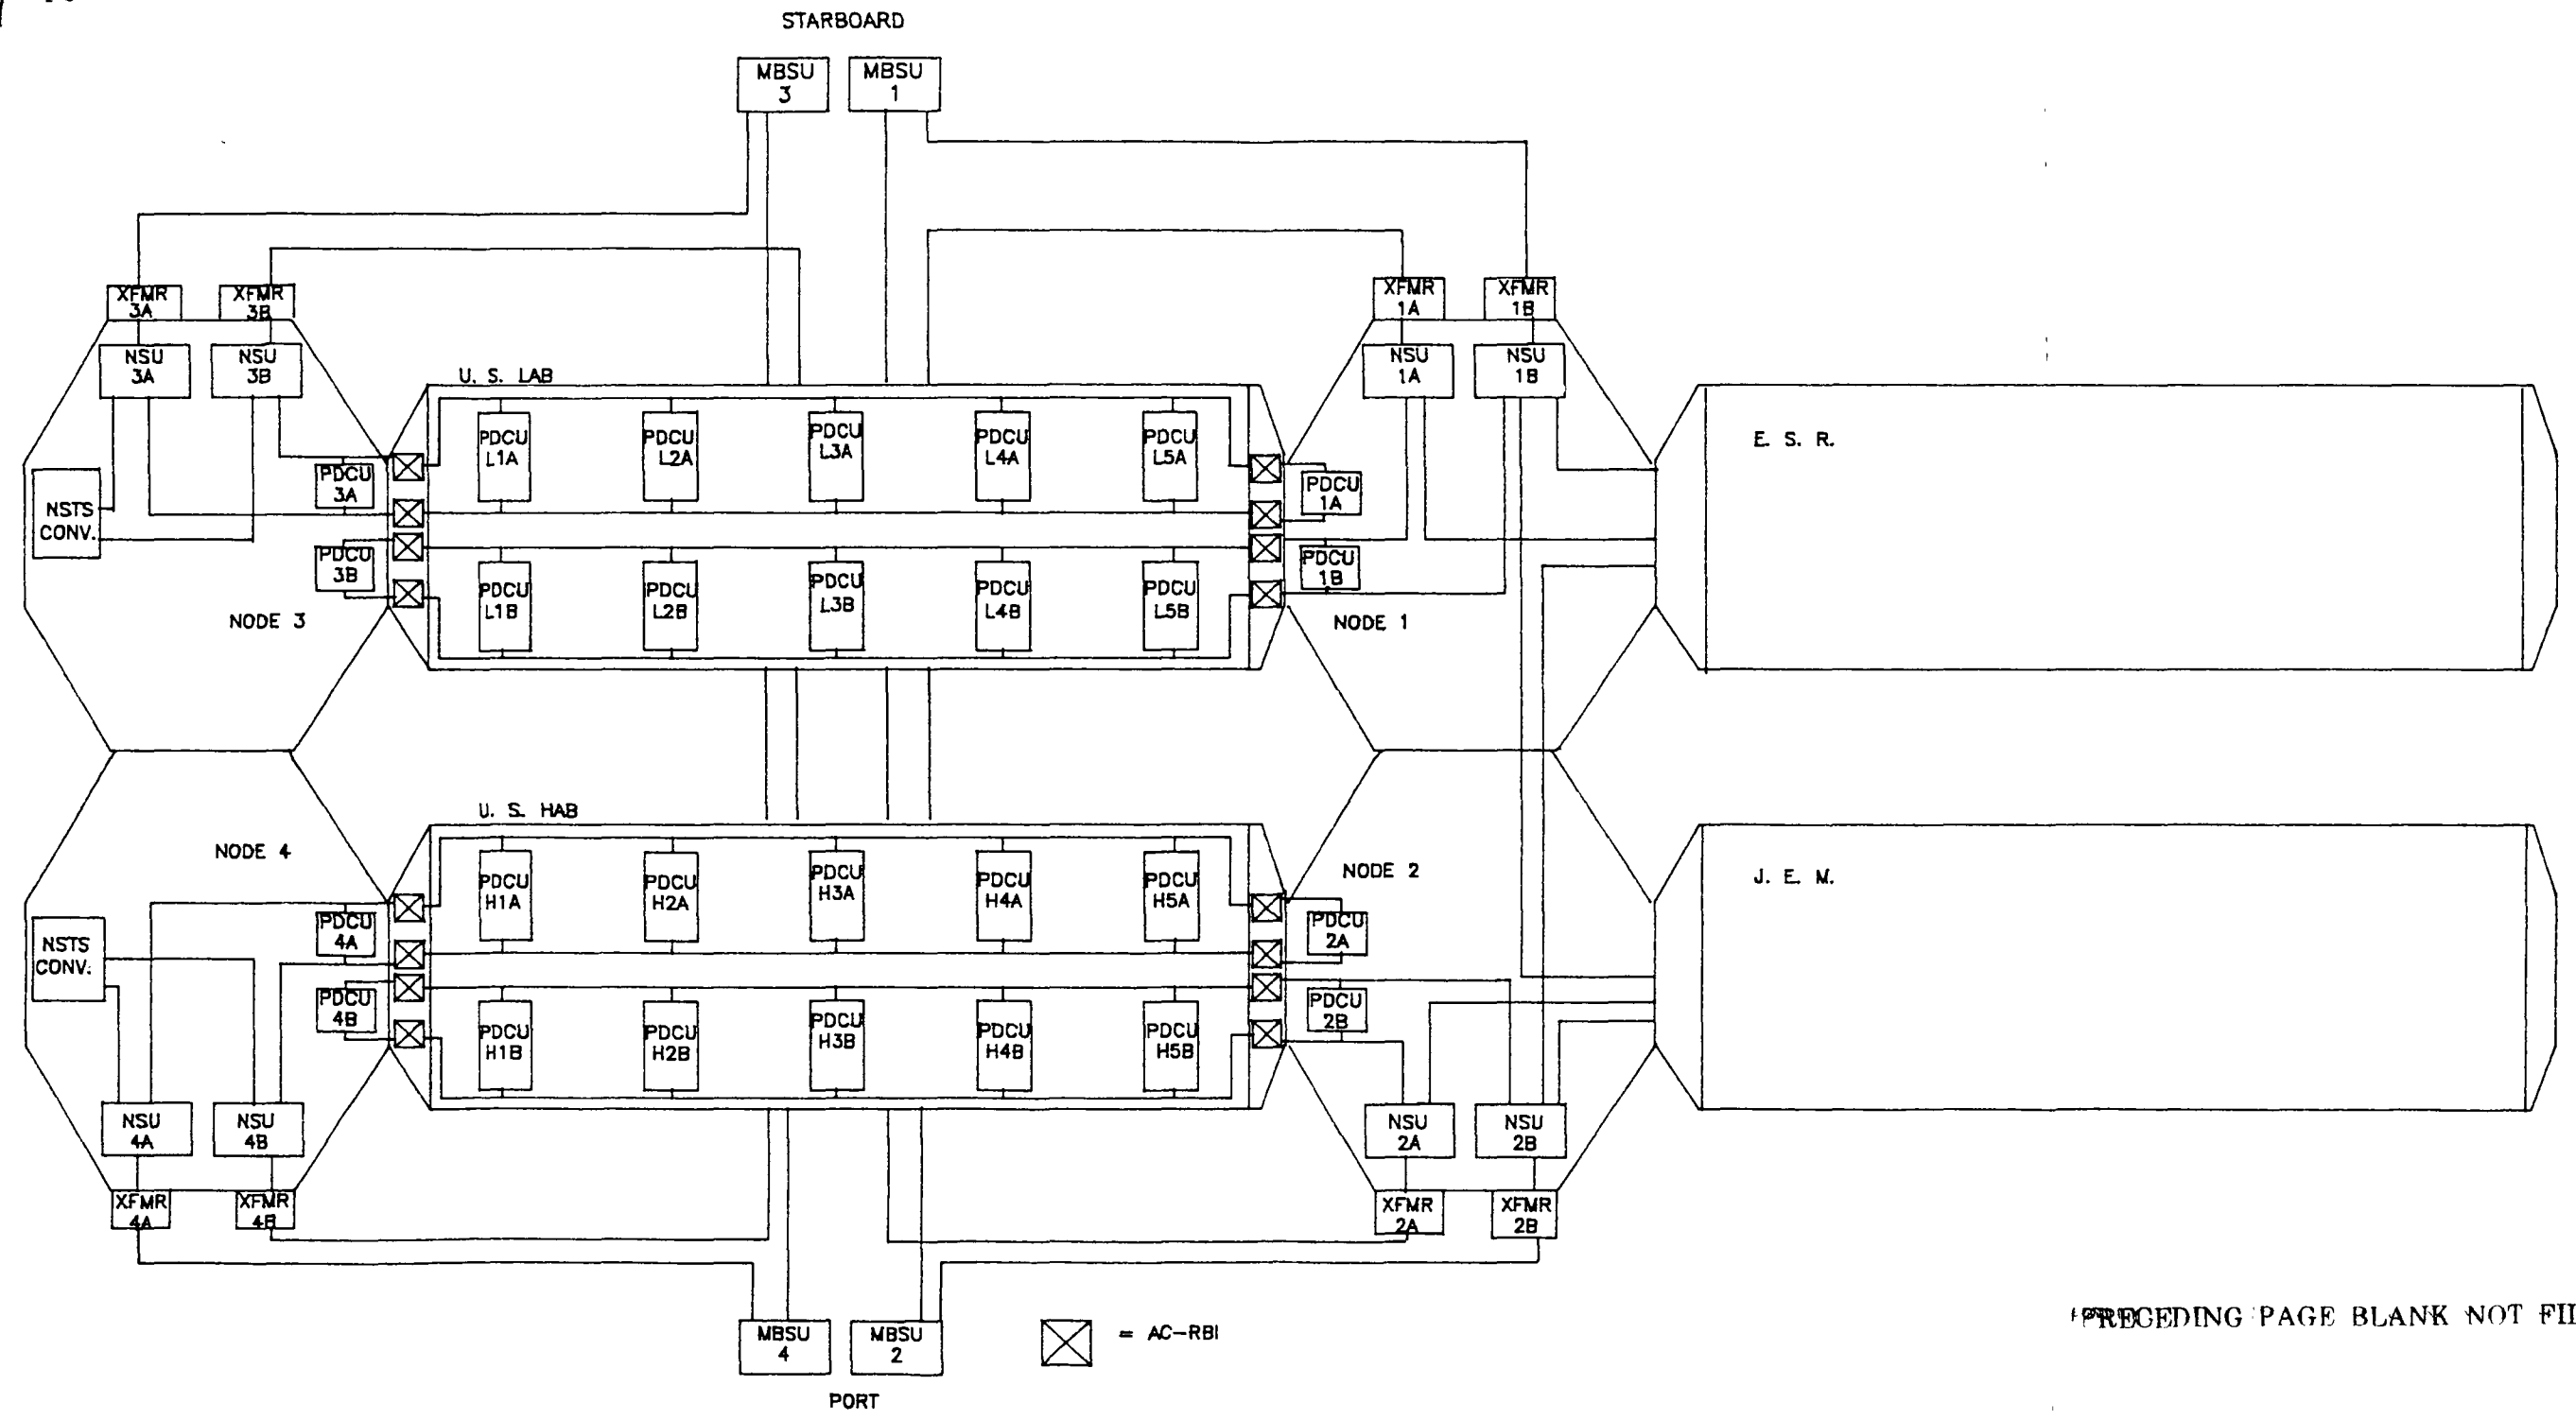 STARBOARD
MBSU
3
MBSU
1
XFMR
3A
XFMR
3B
XFMR
1A
XFMR
1B
NSU
3A
NSU
3B
NSU
1A
NSU
1B
U. S. LAB
PDCU
L1A
PDCU
L2A
PDCU
L3A
PDCU
L4A
PDCU
L5A
E. S. R.
PDCU
3A
PDCU
1A
NSTS
CONV.
PDCU
3B
PDCU
1B
PDCU
L1B
PDCU
L2B
PDCU
L3B
PDCU
L4B
PDCU
L5B
NODE 3
NODE 1
U. S. HAB
NODE 4
NODE 2
PDCU
H1A
PDCU
H2A
PDCU
H3A
PDCU
H4A
PDCU
H5A
J. E. M.
PDCU
4A
PDCU
2A
NSTS
CONV.
PDCU
4B
PDCU
2B
PDCU
H1B
PDCU
H2B
PDCU
H3B
PDCU
H4B
PDCU
H5B
NSU
4A
NSU
4B
NSU
2A
NSU
2B
XFMR
4A
XFMR
4B
XFMR
2A
XFMR
2B
MBSU
4
MBSU
2
= AC-RBI
PRECEDING PAGE BLANK NOT FIL
PORT